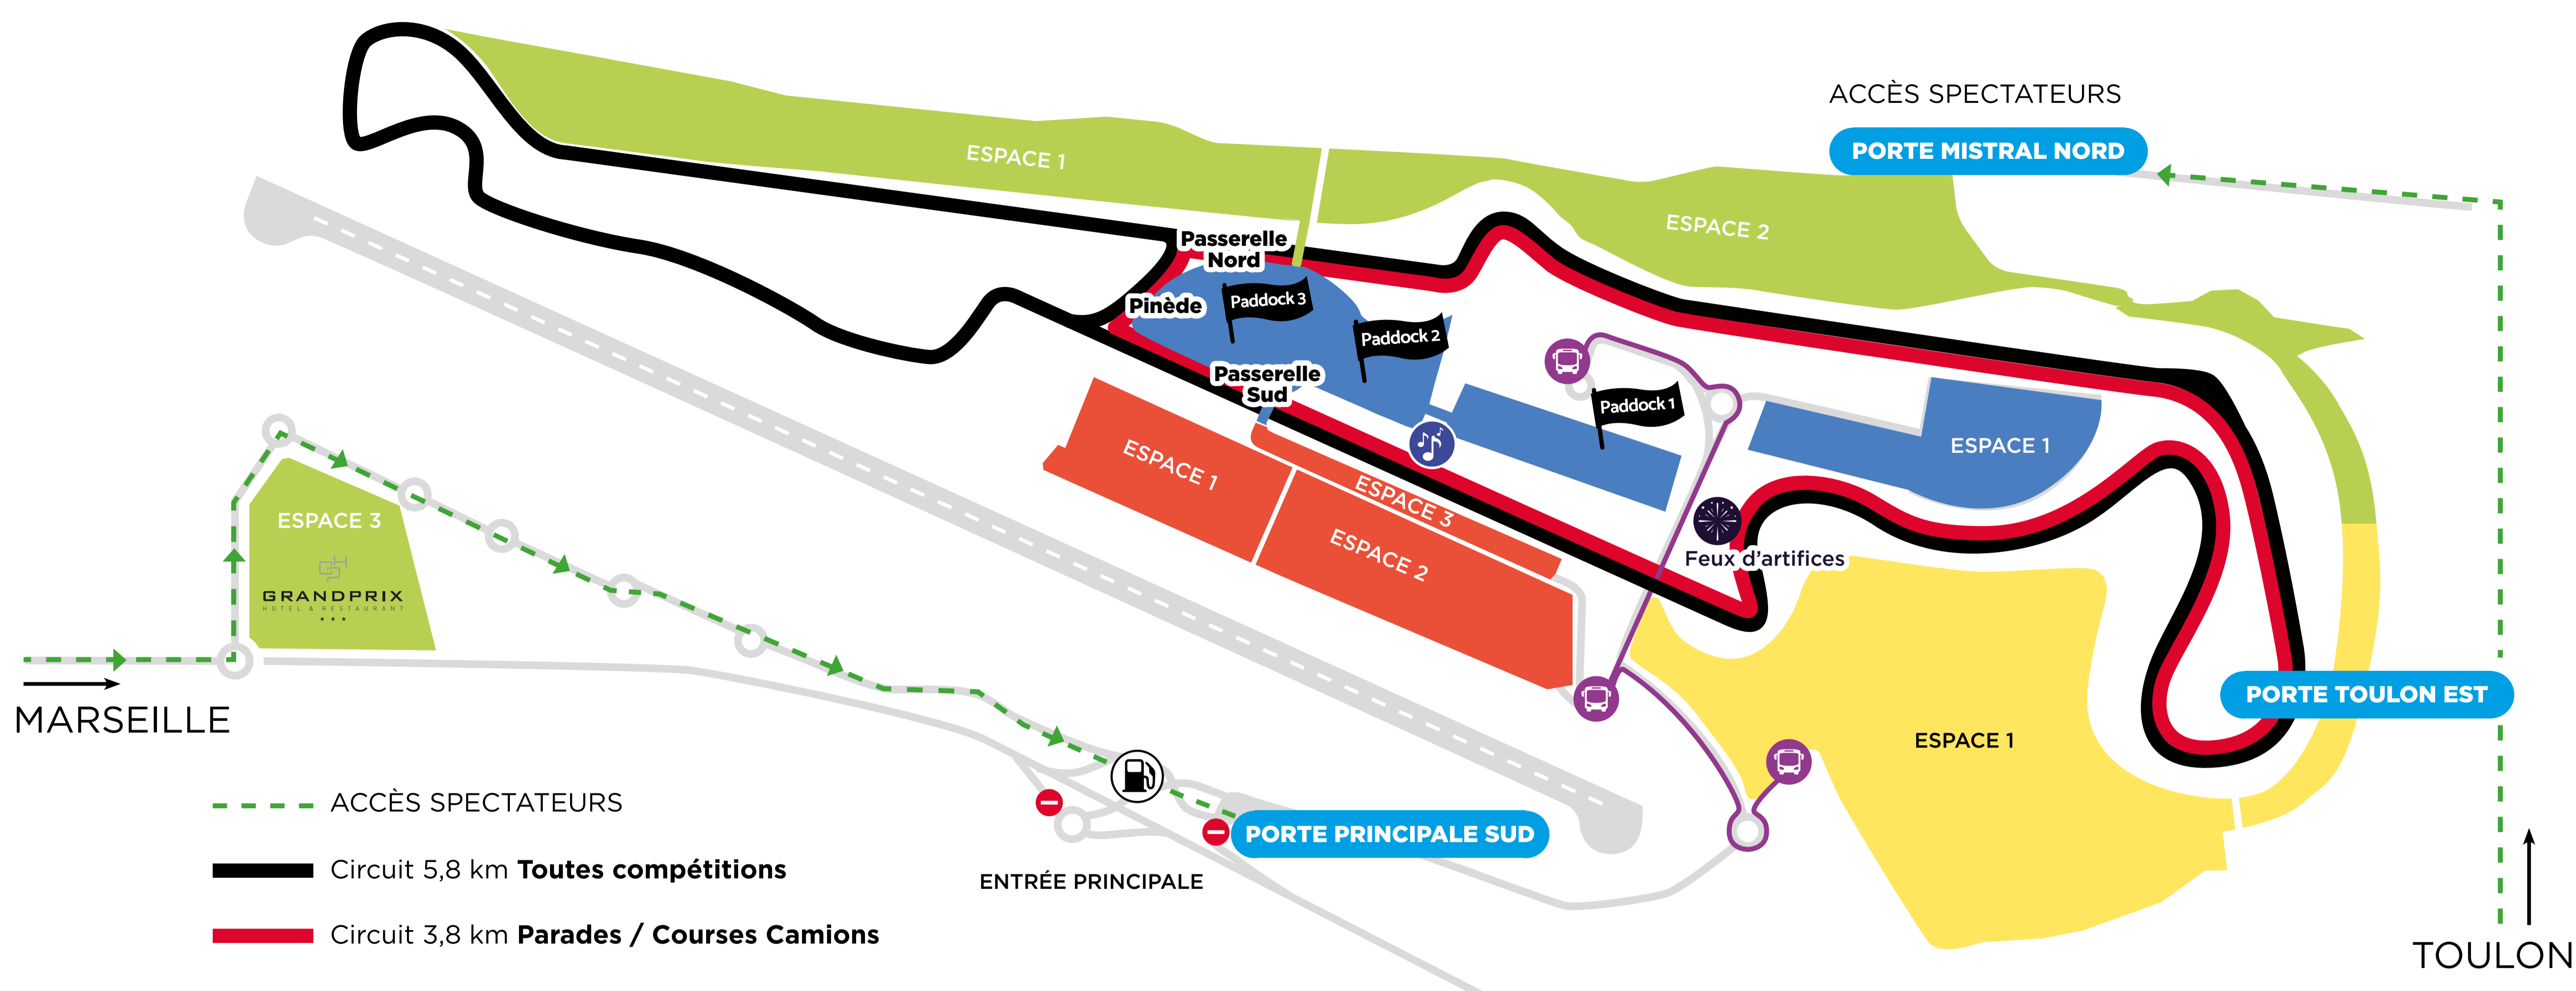 ACCÈS SPECTATEURS
PORTE MISTRAL NORD
ESPACE 1
ESPACE 2
Passerelle
Nord
Pinède
Paddock 3
Paddock 2
Passerelle
Sud
Paddock 1
ESPACE 1
ESPACE 1
ESPACE 3
ESPACE 2
Feux d'artifices
ESPACE 3
GH
GRANDPRIX
HOTEL & RESTAURANT
MARSEILLE
PORTE TOULON EST
ESPACE 1
ACCÈS SPECTATEURS
Circuit 5,8 km Toutes compétitions
Circuit 3,8 km Parades / Courses Camions
PORTE PRINCIPALE SUD
ENTRÉE PRINCIPALE
TOULON